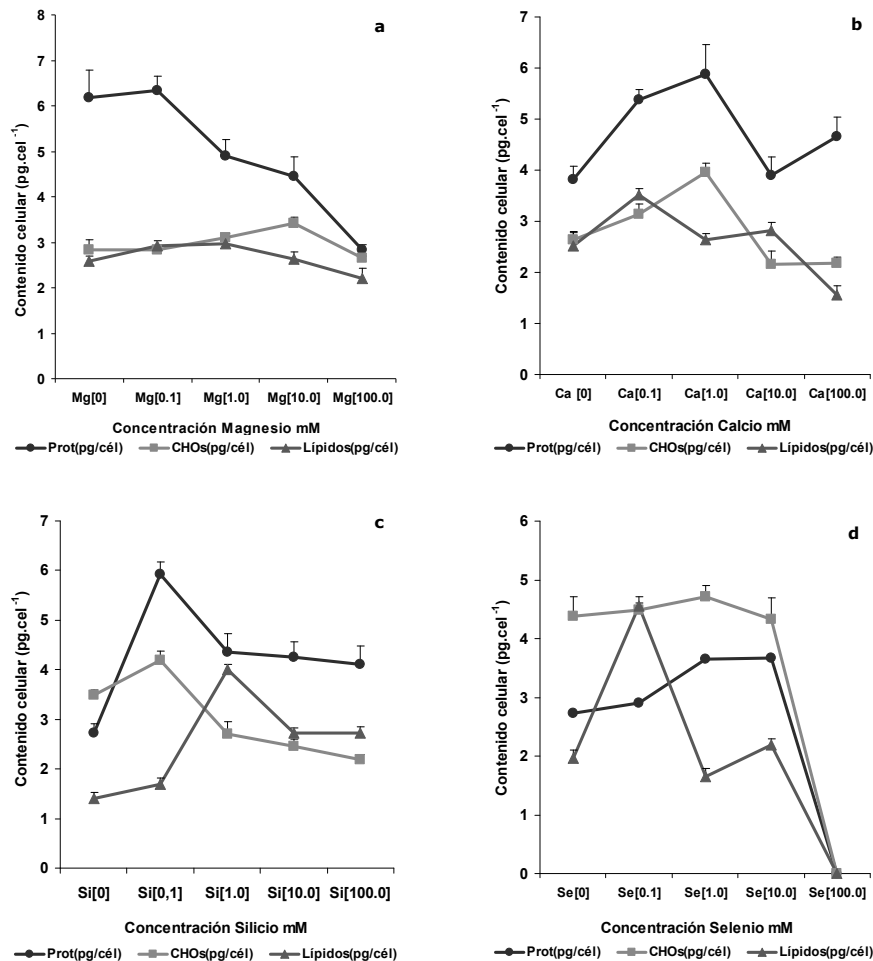 a
8
7
6
5
4
3
2
1
0
Contenido celular (pg.cel⁻¹)
Mg[0] Mg[0.1] Mg[1.0] Mg[10.0] Mg[100.0]
Concentración Magnesio mM
Prot(pg/cél) CHOs(pg/cél) Lípidos(pg/cél)
b
7
6
5
4
3
2
1
0
Contenido celular (pg.cel⁻¹)
Ca [0] Ca[0.1] Ca[1.0] Ca[10.0] Ca[100.0]
Concentración Calcio mM
Prot(pg/cél) CHOs(pg/cél) Lípidos(pg/cél)
c
7
6
5
4
3
2
1
0
Contenido celular (pg.cel⁻¹)
Si[0] Si[0,1] Si[1.0] Si[10.0] Si[100.0]
Concentración Silicio mM
Prot(pg/cél) CHOs(pg/cél) Lípidos(pg/cél)
d
6
5
4
3
2
1
0
Contenido celular (pg.cel⁻¹)
Se[0] Se[0.1] Se[1.0] Se[10.0] Se[100.0]
Concentración Selenio mM
Prot(pg/cél) CHOs(pg/cél) Lípidos(pg/cél)